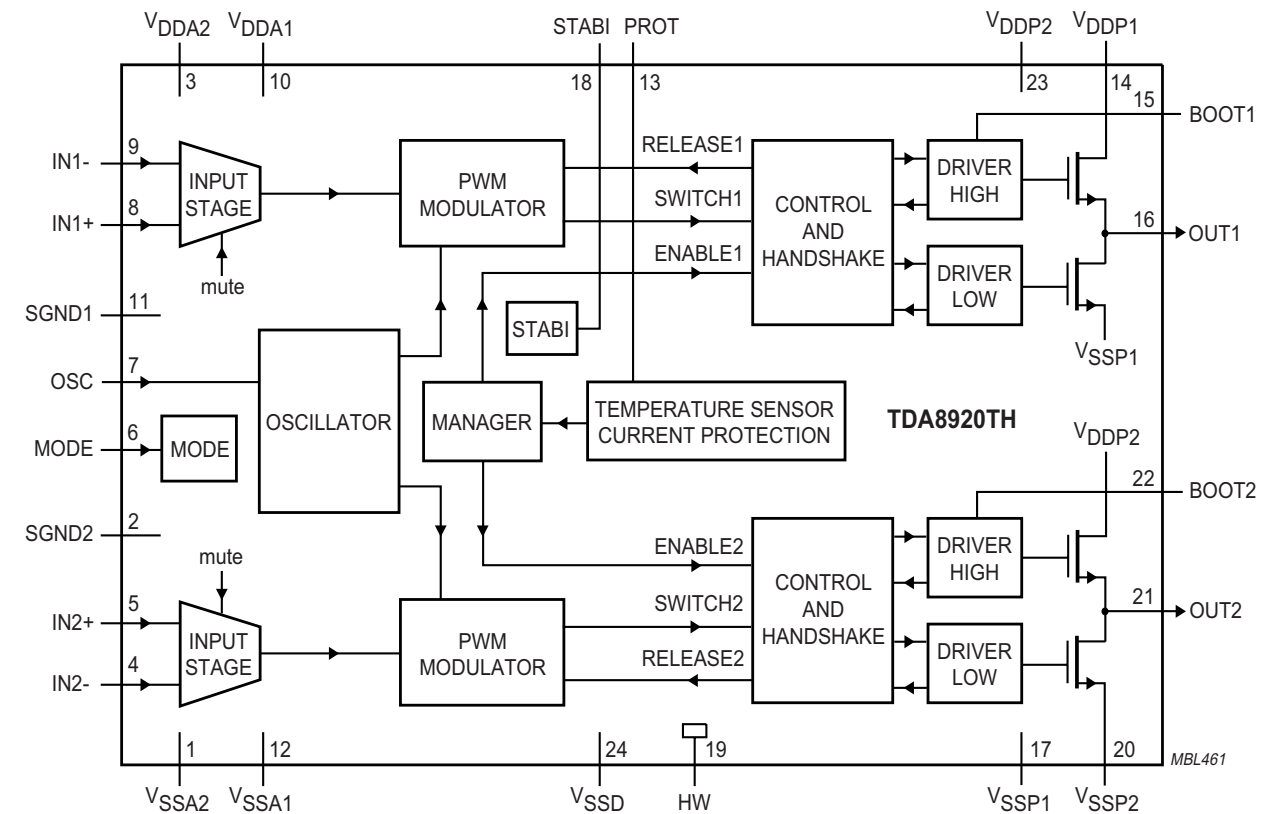 VDDA2 VDDA1 STABI PROT VDDP2 VDDP1
3 10 18 13 23 14
15 BOOT1
IN1- 9
INPUT
STAGE
PWM
MODULATOR
RELEASE1
SWITCH1
ENABLE1
CONTROL
AND
HANDSHAKE
DRIVER
HIGH
IN1+ 8
mute
16 OUT1
DRIVER
LOW
SGND1 11
STABI
VSSP1
OSC 7
OSCILLATOR
MANAGER
TEMPERATURE SENSOR
CURRENT PROTECTION
TDA8920TH
MODE 6
MODE
VDDP2
22 BOOT2
SGND2 2
mute
ENABLE2
SWITCH2
RELEASE2
CONTROL
AND
HANDSHAKE
DRIVER
HIGH
IN2+ 5
INPUT
STAGE
PWM
MODULATOR
21 OUT2
DRIVER
LOW
IN2- 4
1 12 24 19 17 20
MBL461
VSSA2 VSSA1 VSSD HW VSSP1 VSSP2